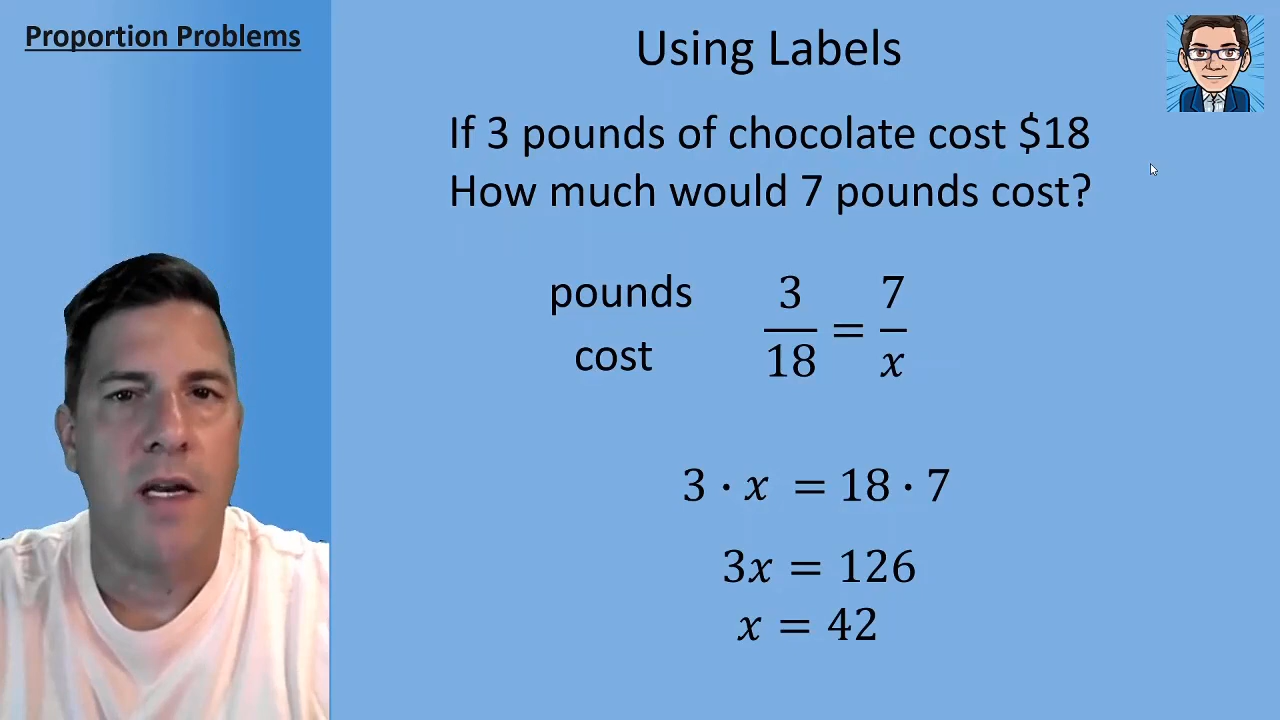 Proportion Problems
Using Labels
If 3 pounds of chocolate cost $18
How much would 7 pounds cost?
pounds
cost
3/18 = 7/x
3 · x = 18 · 7
3x = 126
x = 42